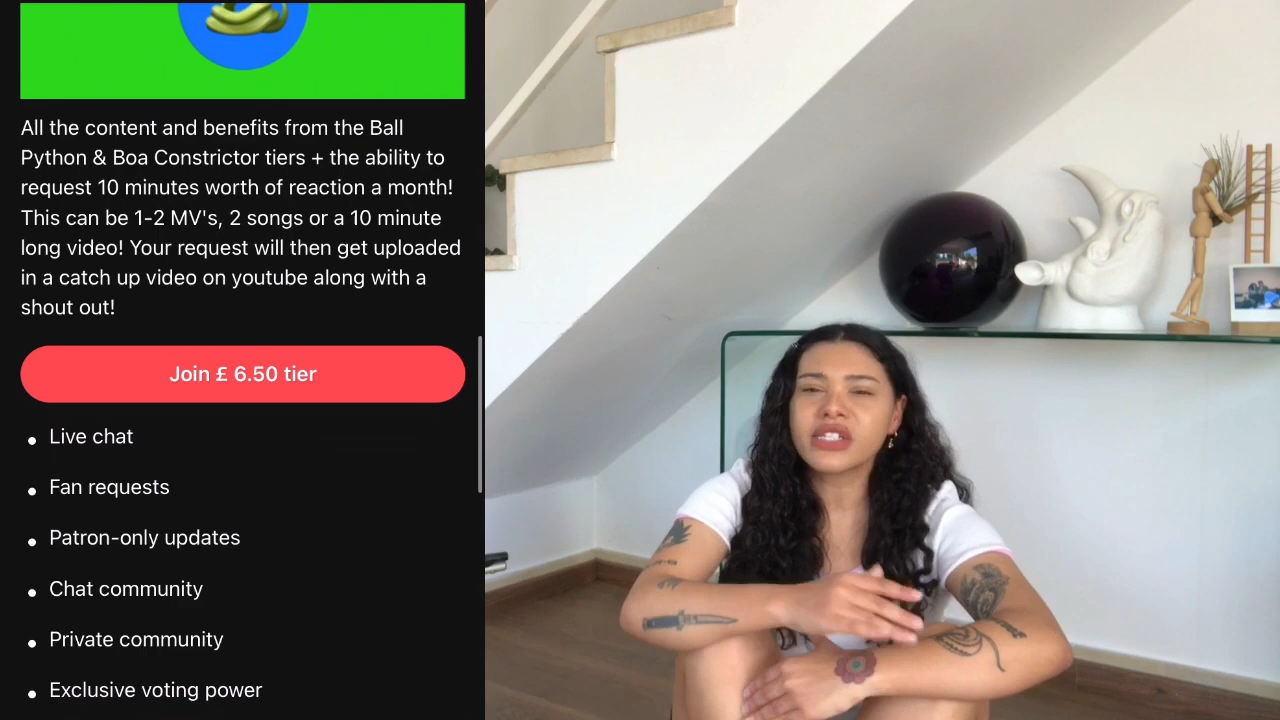 All the content and benefits from the Ball
Python & Boa Constrictor tiers + the ability to
request 10 minutes worth of reaction a month!
This can be 1-2 MV's, 2 songs or a 10 minute
long video! Your request will then get uploaded
in a catch up video on youtube along with a
shout out!
Join £ 6.50 tier
Live chat
Fan requests
Patron-only updates
Chat community
Private community
Exclusive voting power